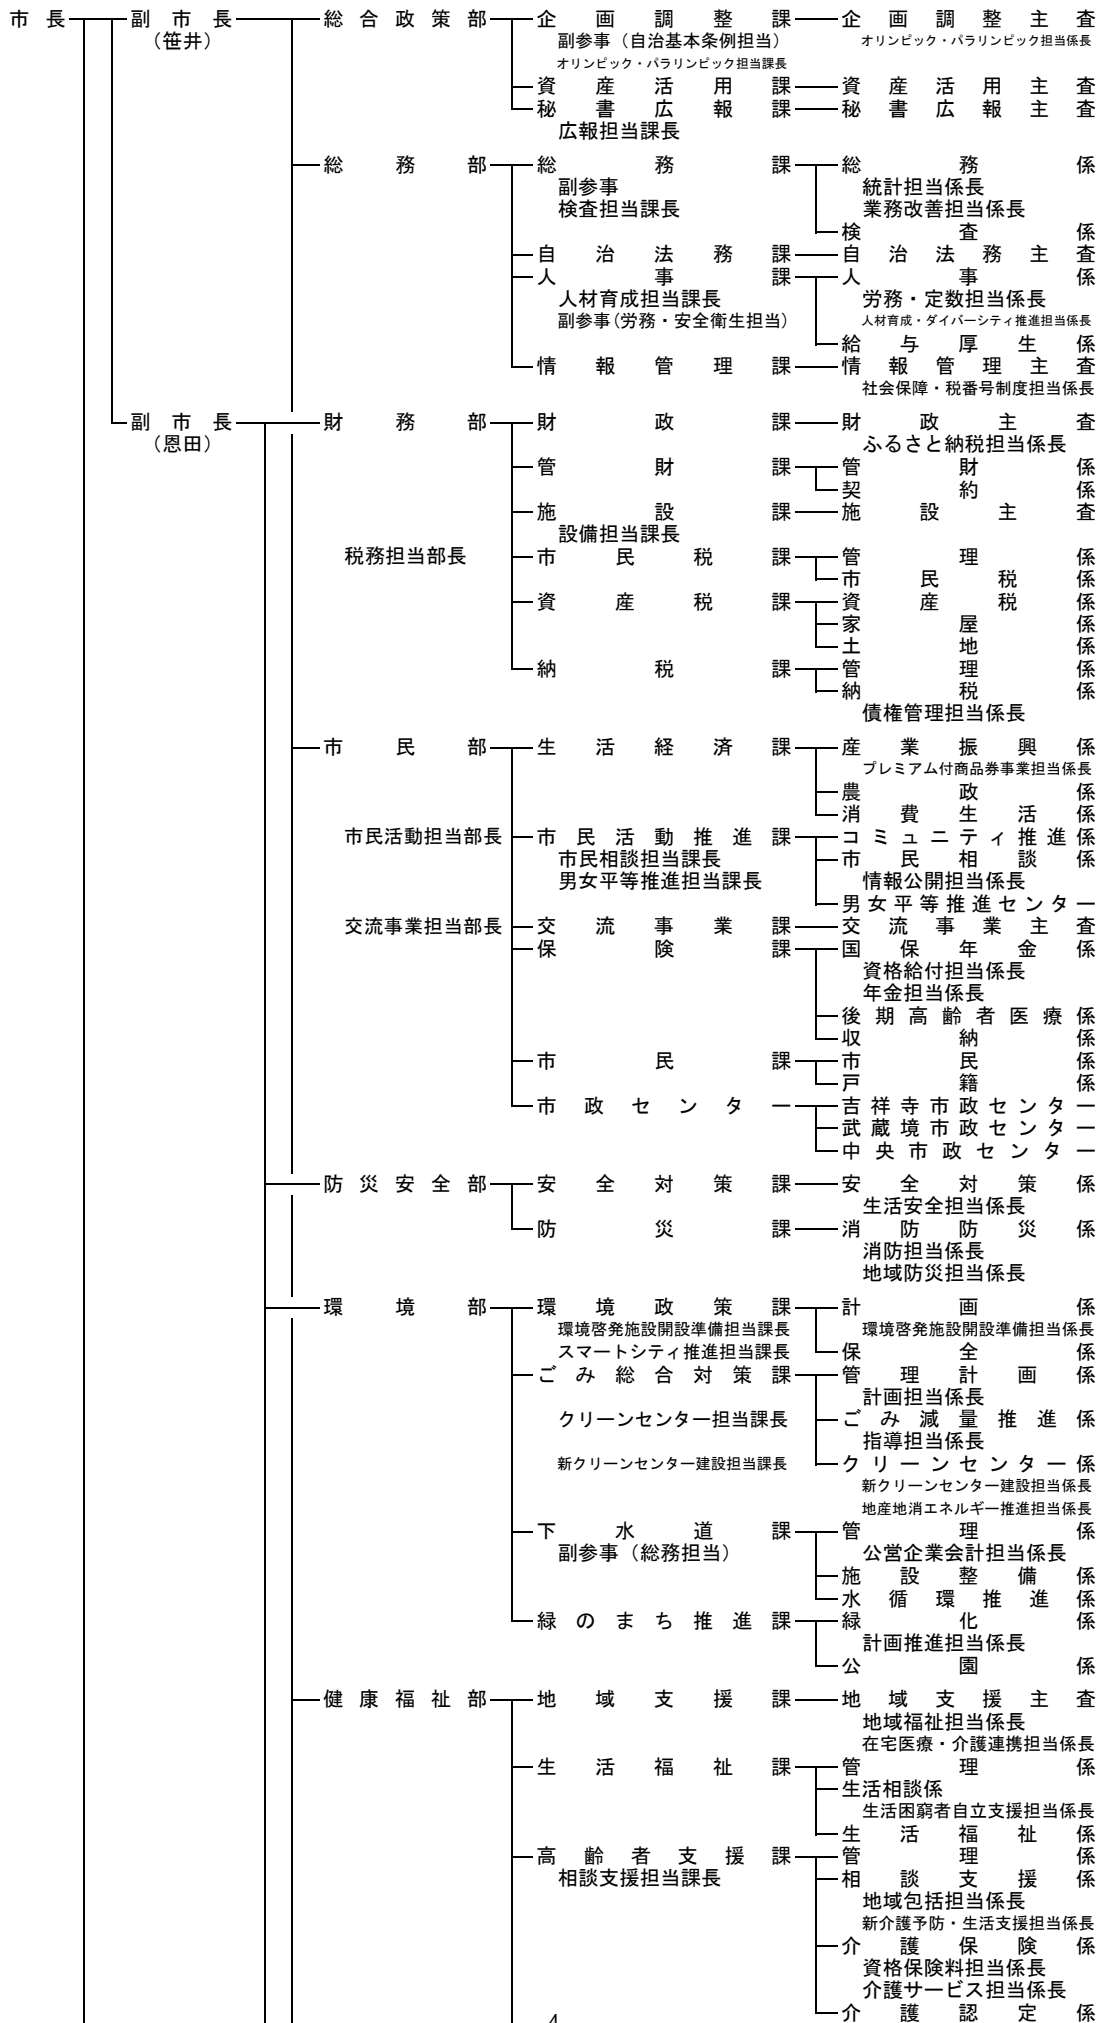 市長 副市長 総合政策部 企画調整課 企画調整主査
（笹井） 副参事（自治基本条例担当） オリンピック・パラリンピック担当係長
オリンピック・パラリンピック担当課長
資産活用課 資産活用主査
秘書広報課 秘書広報主査
広報担当課長
総務部 総務課 総務係
副参事 統計担当係長
検査担当課長 業務改善担当係長
検査係
自治法務課 自治法務主査
人事課 人事係
人材育成担当課長 労務・定数担当係長
副参事（労務・安全衛生担当） 人材育成・ダイバーシティ推進担当係長
給与厚生係
情報管理課 情報管理主査
社会保障・税番号制度担当係長
副市長 財務部 財政課 財政主査
（恩田） ふるさと納税担当係長
管財課 管財係
契約係
施設課 施設主査
設備担当課長
税務担当部長 市民税課 管理係
市民税係
資産税課 資産税係
家屋係
土地係
納税課 管理係
納税係
債権管理担当係長
市民部 生活経済課 産業振興係
プレミアム付商品券事業担当係長
農政係
消費生活係
市民活動担当部長 市民活動推進課 コミュニティ推進係
市民相談担当課長 市民相談係
男女平等推進担当課長 情報公開担当係長
男女平等推進センター
交流事業担当部長 交流事業課 交流事業主査
保険課 国保年金係
資格給付担当係長
年金担当係長
後期高齢者医療係
収納係
市民課 市民係
戸籍係
市政センター 吉祥寺市政センター
武蔵境市政センター
中央市政センター
防災安全部 安全対策課 安全対策係
生活安全担当係長
防災課 消防防災係
消防担当係長
地域防災担当係長
環境部 環境政策課 計画係
環境啓発施設開設準備担当課長 環境啓発施設開設準備担当係長
スマートシティ推進担当課長 保全係
ごみ総合対策課 管理計画係
計画担当係長
クリーンセンター担当課長 ごみ減量推進係
指導担当係長
新クリーンセンター建設担当課長 クリーンセンター係
新クリーンセンター建設担当係長
地産地消エネルギー推進担当係長
下水道課 管理係
副参事（総務担当） 公営企業会計担当係長
施設整備係
水循環推進係
緑のまち推進課 緑化係
計画推進担当係長
公園係
健康福祉部 地域支援課 地域支援主査
地域福祉担当係長
在宅医療・介護連携担当係長
生活福祉課 管理係
生活相談係
生活困窮者自立支援担当係長
生活福祉係
高齢者支援課 管理係
相談支援担当課長 相談支援係
地域包括担当係長
新介護予防・生活支援担当係長
介護保険係
資格保険料担当係長
介護サービス担当係長
介護認定係
4